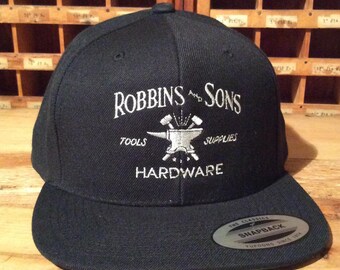 ROBBINS AND SONS
TOOLS SUPPLIES
HARDWARE
SNAPBACK